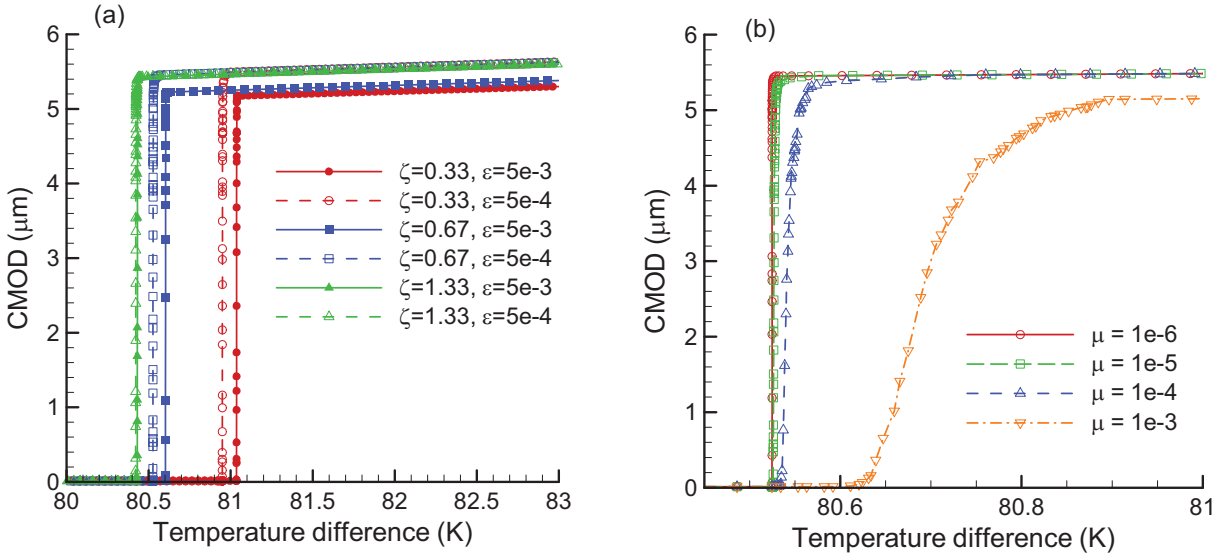 (a)
6
5
4
3
2
1
0
CMOD (μm)
80 80.5 81 81.5 82 82.5 83
Temperature difference (K)
ζ=0.33, ε=5e-3
ζ=0.33, ε=5e-4
ζ=0.67, ε=5e-3
ζ=0.67, ε=5e-4
ζ=1.33, ε=5e-3
ζ=1.33, ε=5e-4
(b)
6
5
4
3
2
1
0
CMOD (μm)
80.6 80.8 81
Temperature difference (K)
μ = 1e-6
μ = 1e-5
μ = 1e-4
μ = 1e-3